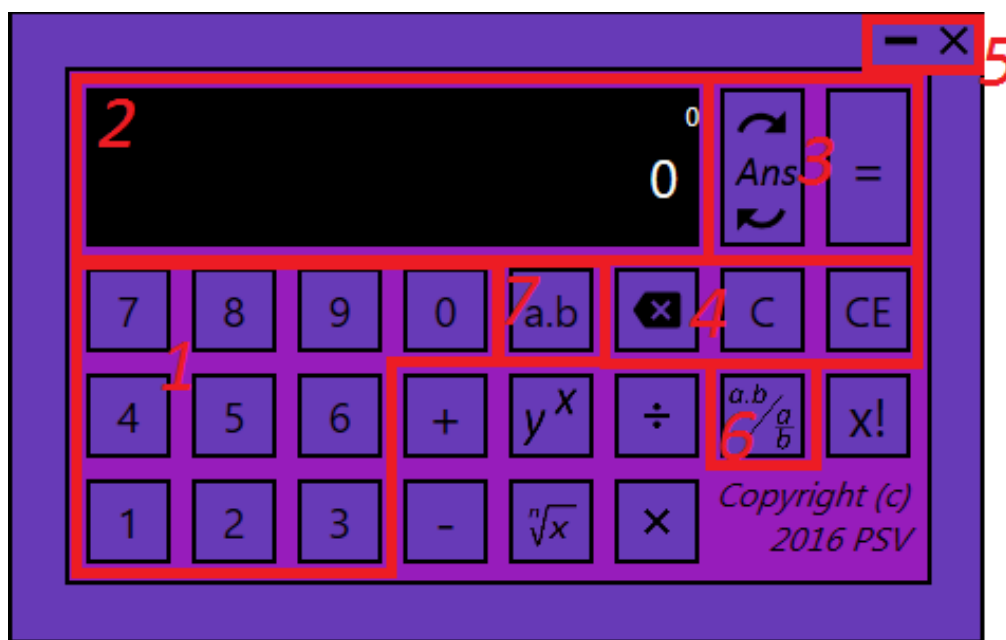 5
2
0
0
Ans
3
=
7 8 9 0 7 a.b 4 C CE
1
4 5 6 + y^x ÷ 6 a.b/a/b x!
1 2 3 - ⁿ√x ×
Copyright (c)
2016 PSV